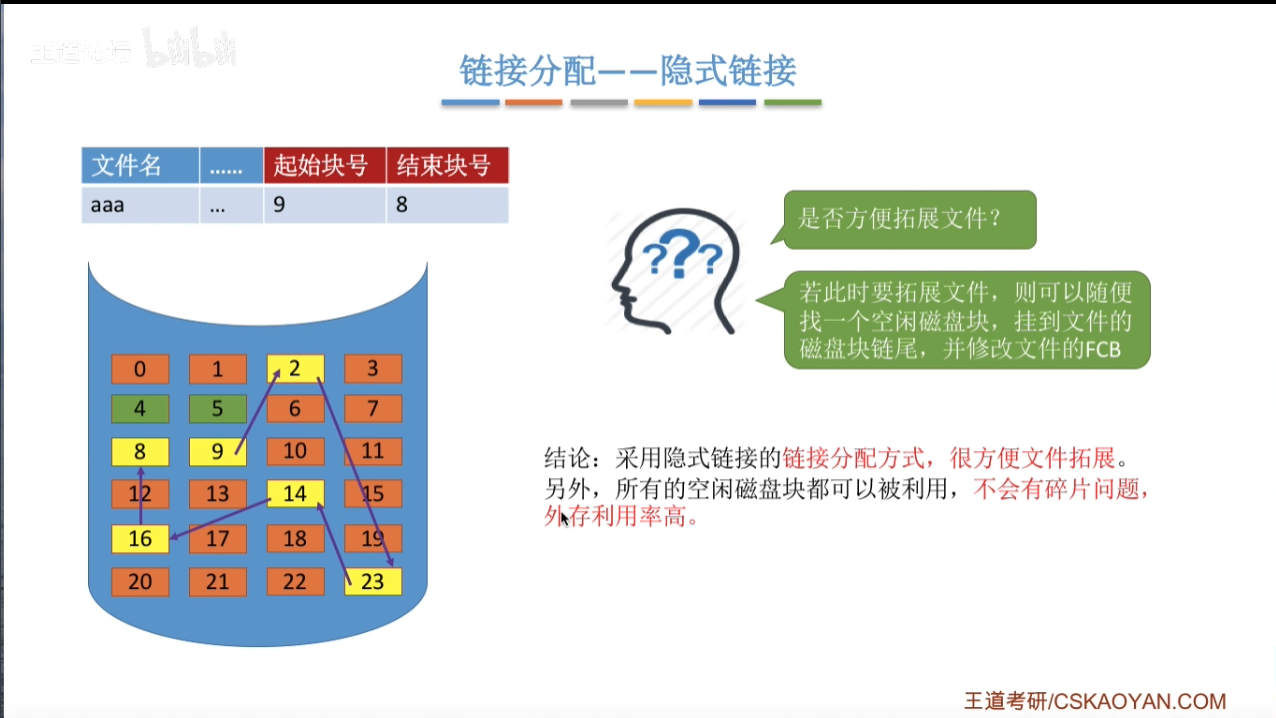 王道论坛 bilibili
链接分配——隐式链接
文件名 …… 起始块号 结束块号
aaa … 9 8
???
是否方便拓展文件？
若此时要拓展文件，则可以随便
找一个空闲磁盘块，挂到文件的
磁盘块链尾，并修改文件的FCB
0 1 2 3
4 5 6 7
8 9 10 11
12 13 14 15
16 17 18 19
20 21 22 23
结论：采用隐式链接的链接分配方式，很方便文件拓展。
另外，所有的空闲磁盘块都可以被利用，不会有碎片问题，
外存利用率高。
王道考研/CSKAOYAN.COM